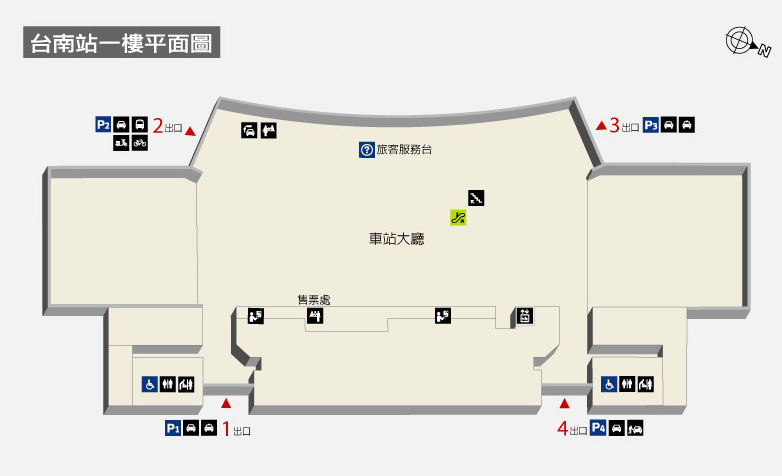 台南站一樓平面圖
N
P2 2出口
3出口 P3
旅客服務台
車站大廳
售票處
P1 1出口
4出口 P4